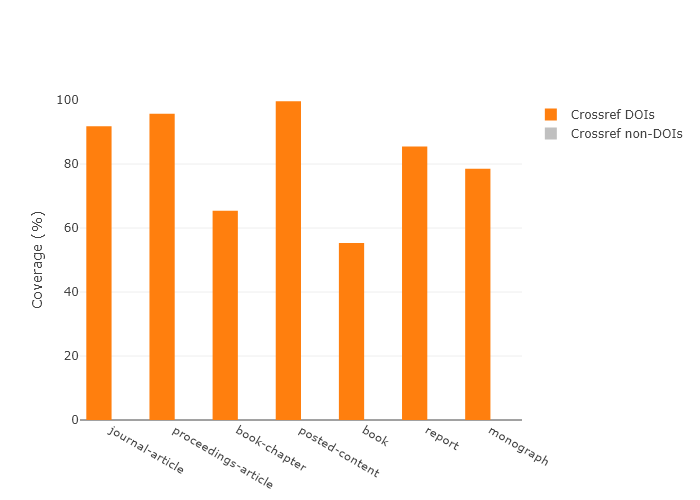 100
80
60
40
20
0
Coverage (%)
journal-article
proceedings-article
book-chapter
posted-content
book
report
monograph
Crossref DOIs
Crossref non-DOIs